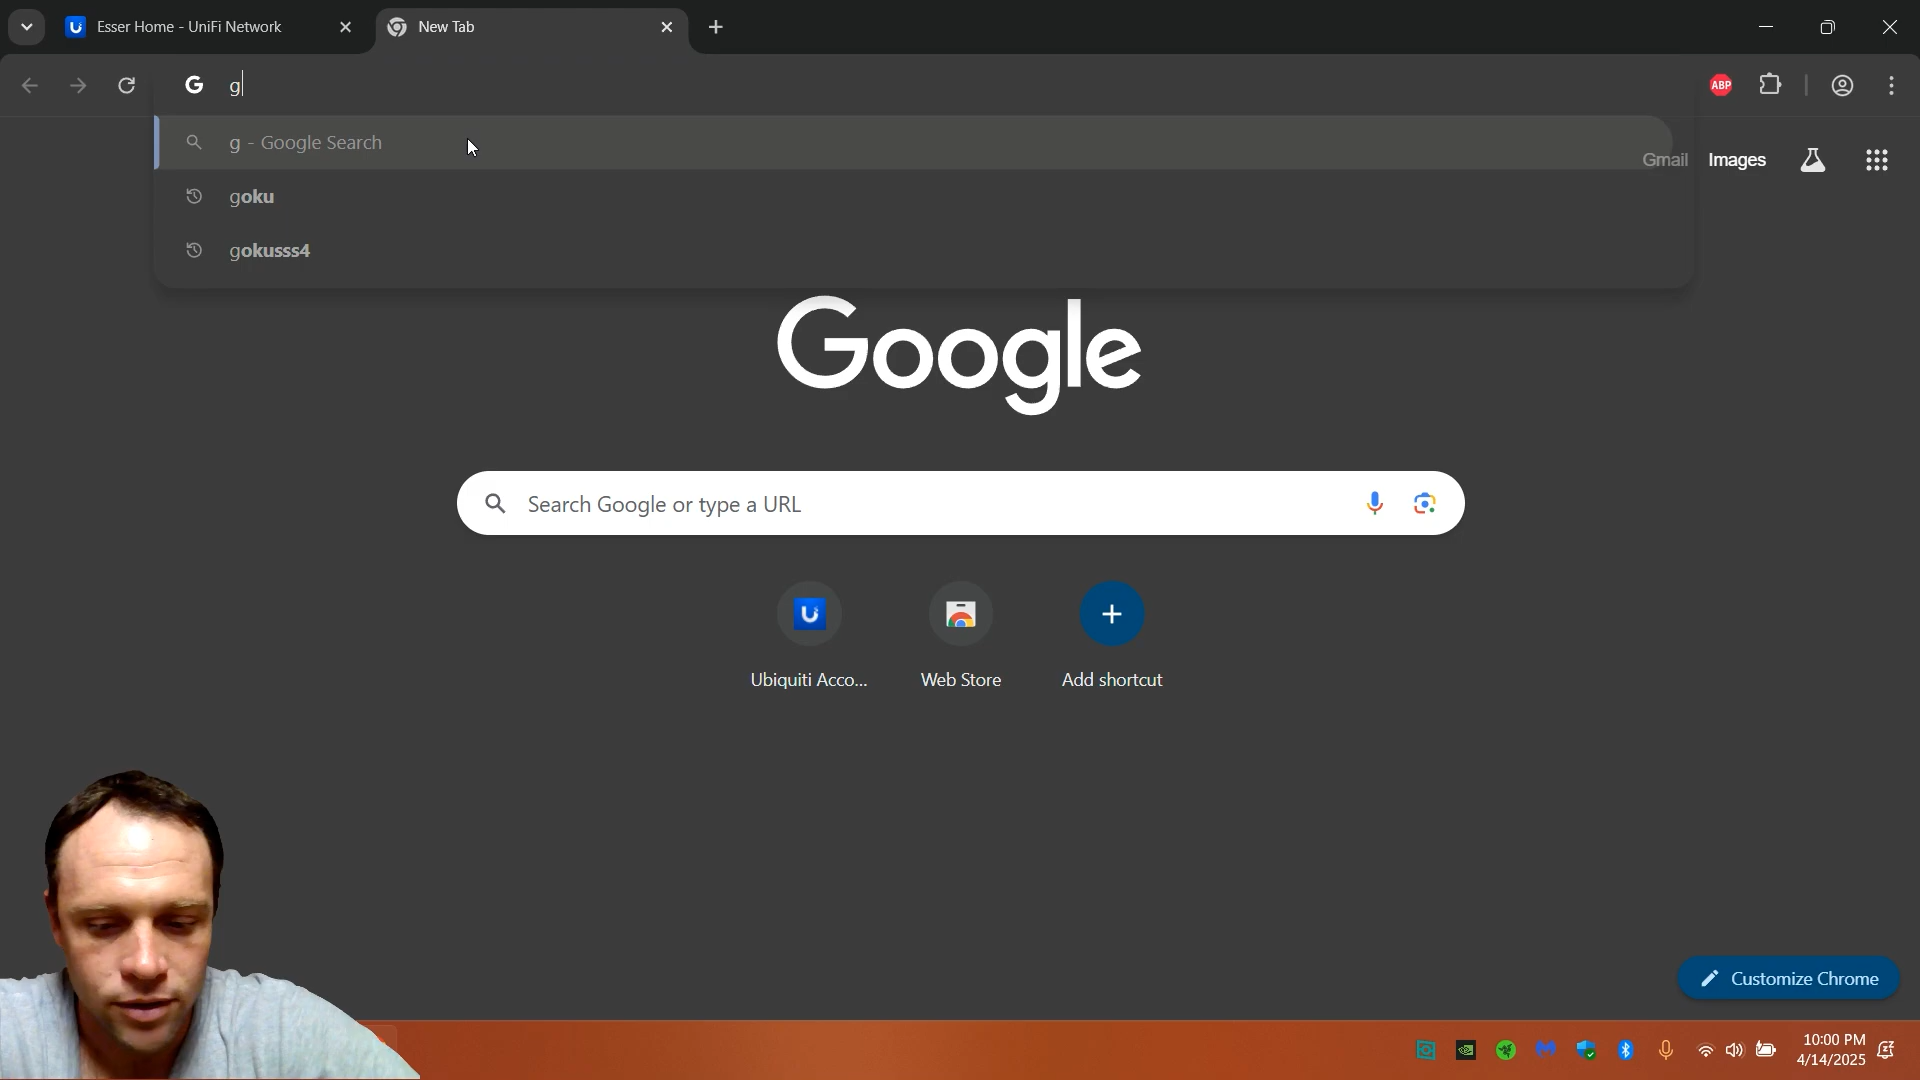 Esser Home - UniFi Network
New Tab
G g
ABP
g - Google Search
Gmail Images
goku
gokusss4
Google
Search Google or type a URL
Ubiquiti Acco... Web Store Add shortcut
Customize Chrome
10:00 PM
4/14/2025